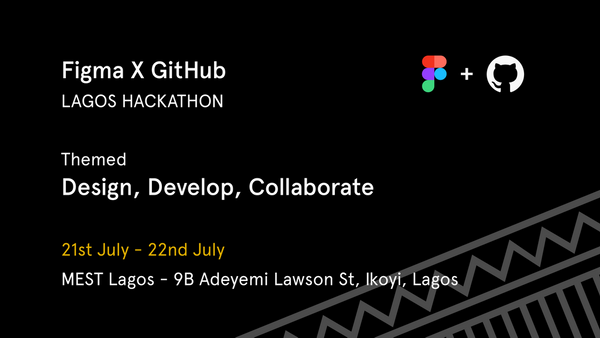 Figma X GitHub
LAGOS HACKATHON
+
Themed
Design, Develop, Collaborate
21st July - 22nd July
MEST Lagos - 9B Adeyemi Lawson St, Ikoyi, Lagos